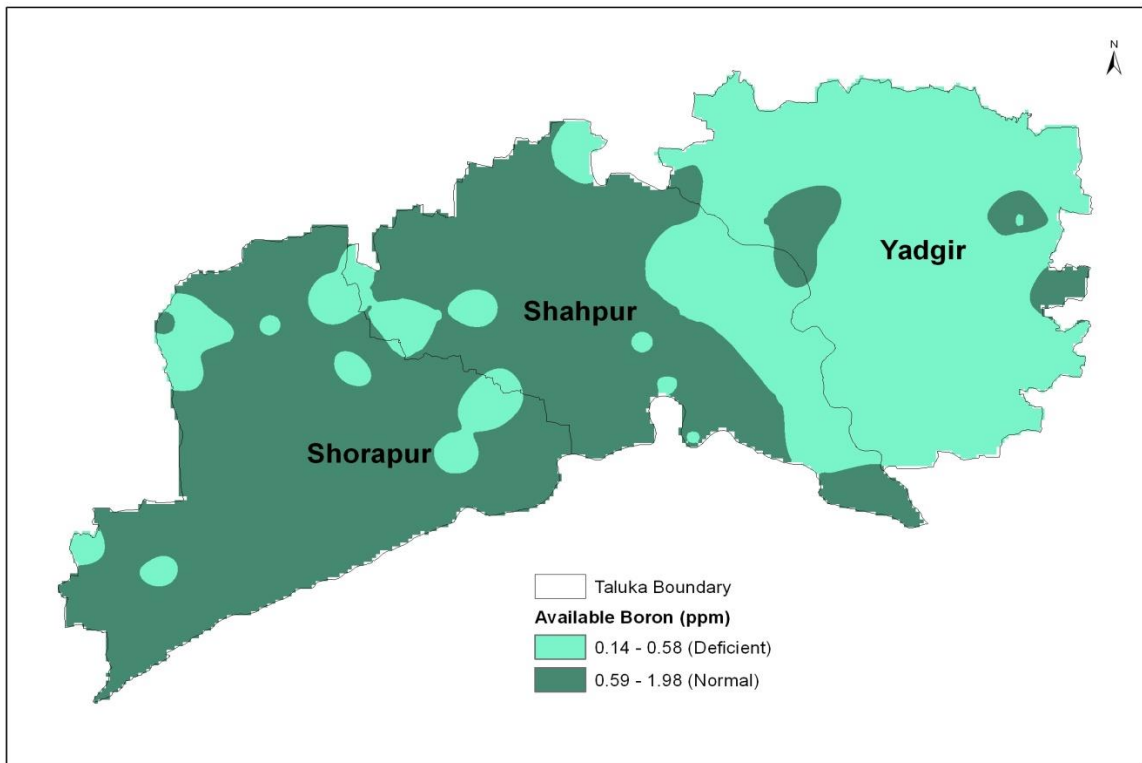 N
Yadgir
Shahpur
Shorapur
Taluka Boundary
Available Boron (ppm)
0.14 - 0.58 (Deficient)
0.59 - 1.98 (Normal)